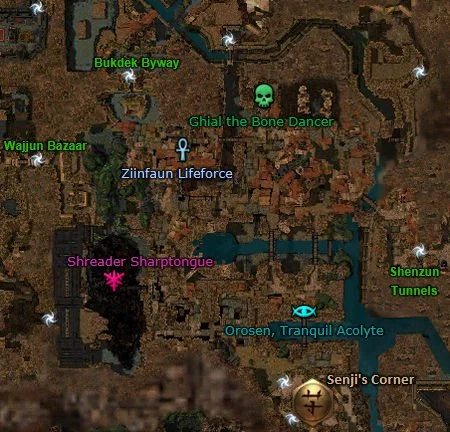 Bukdek Byway
Ghial the Bone Dancer
Wajjun Bazaar
Ziinfaun Lifeforce
Shreader Sharptongue
Shenzun
Tunnels
Orosen, Tranquil Acolyte
Senji's Corner